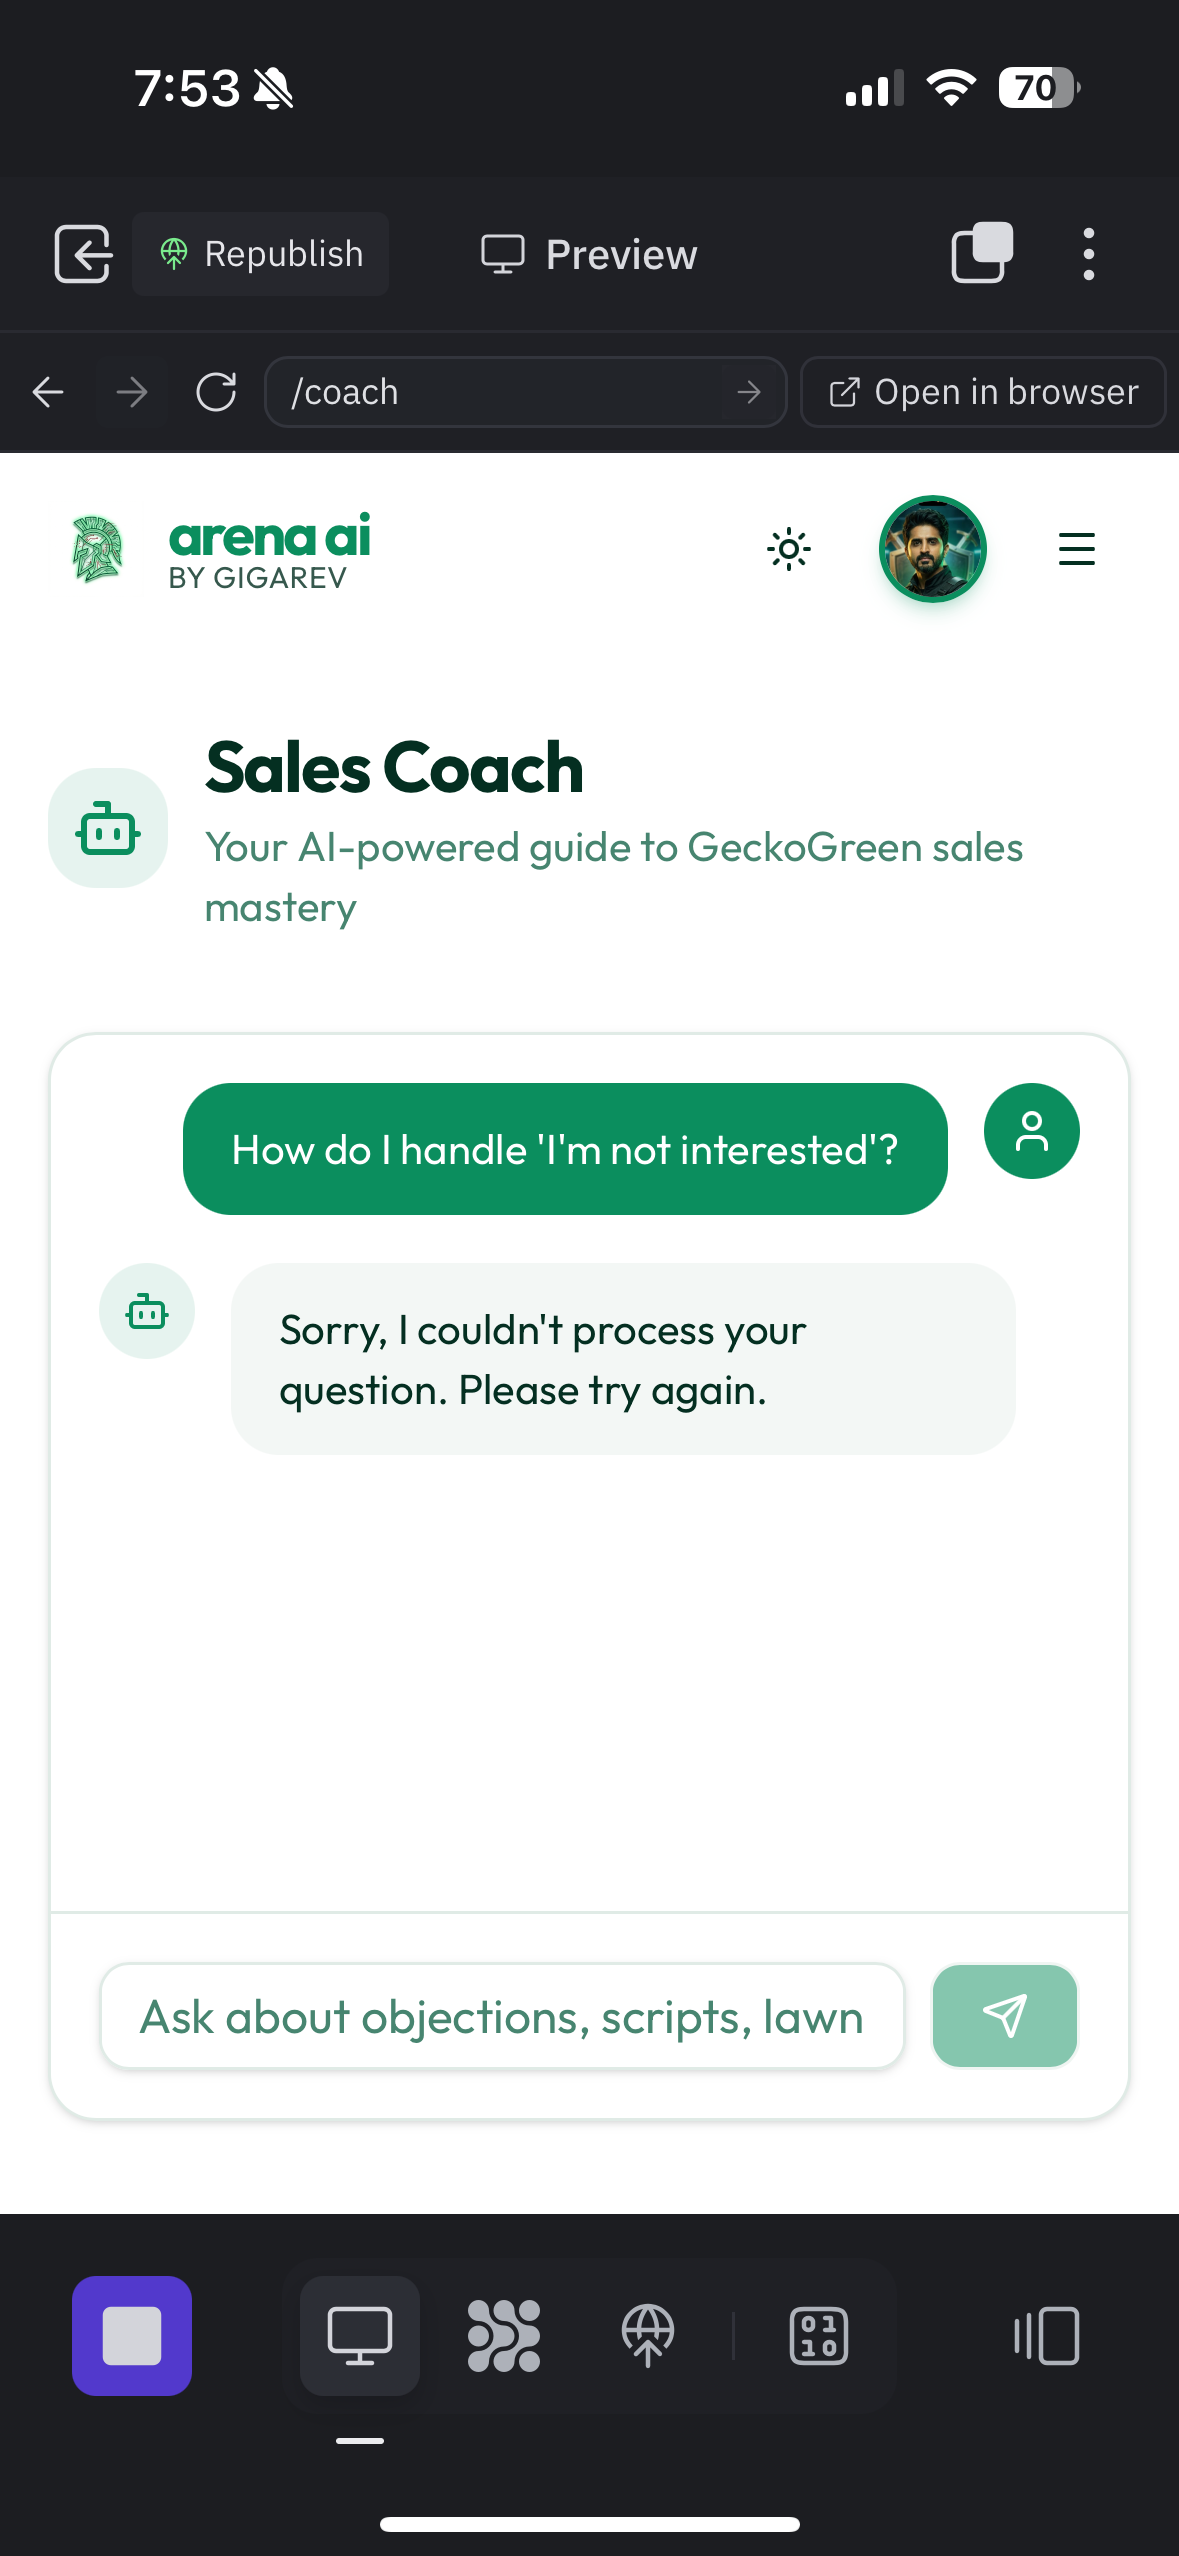 7:53
70
Republish
Preview
/coach
Open in browser
arena ai
BY GIGAREV
Sales Coach
Your AI-powered guide to GeckoGreen sales
mastery
How do I handle 'I'm not interested'?
Sorry, I couldn't process your
question. Please try again.
Ask about objections, scripts, lawn
01
10